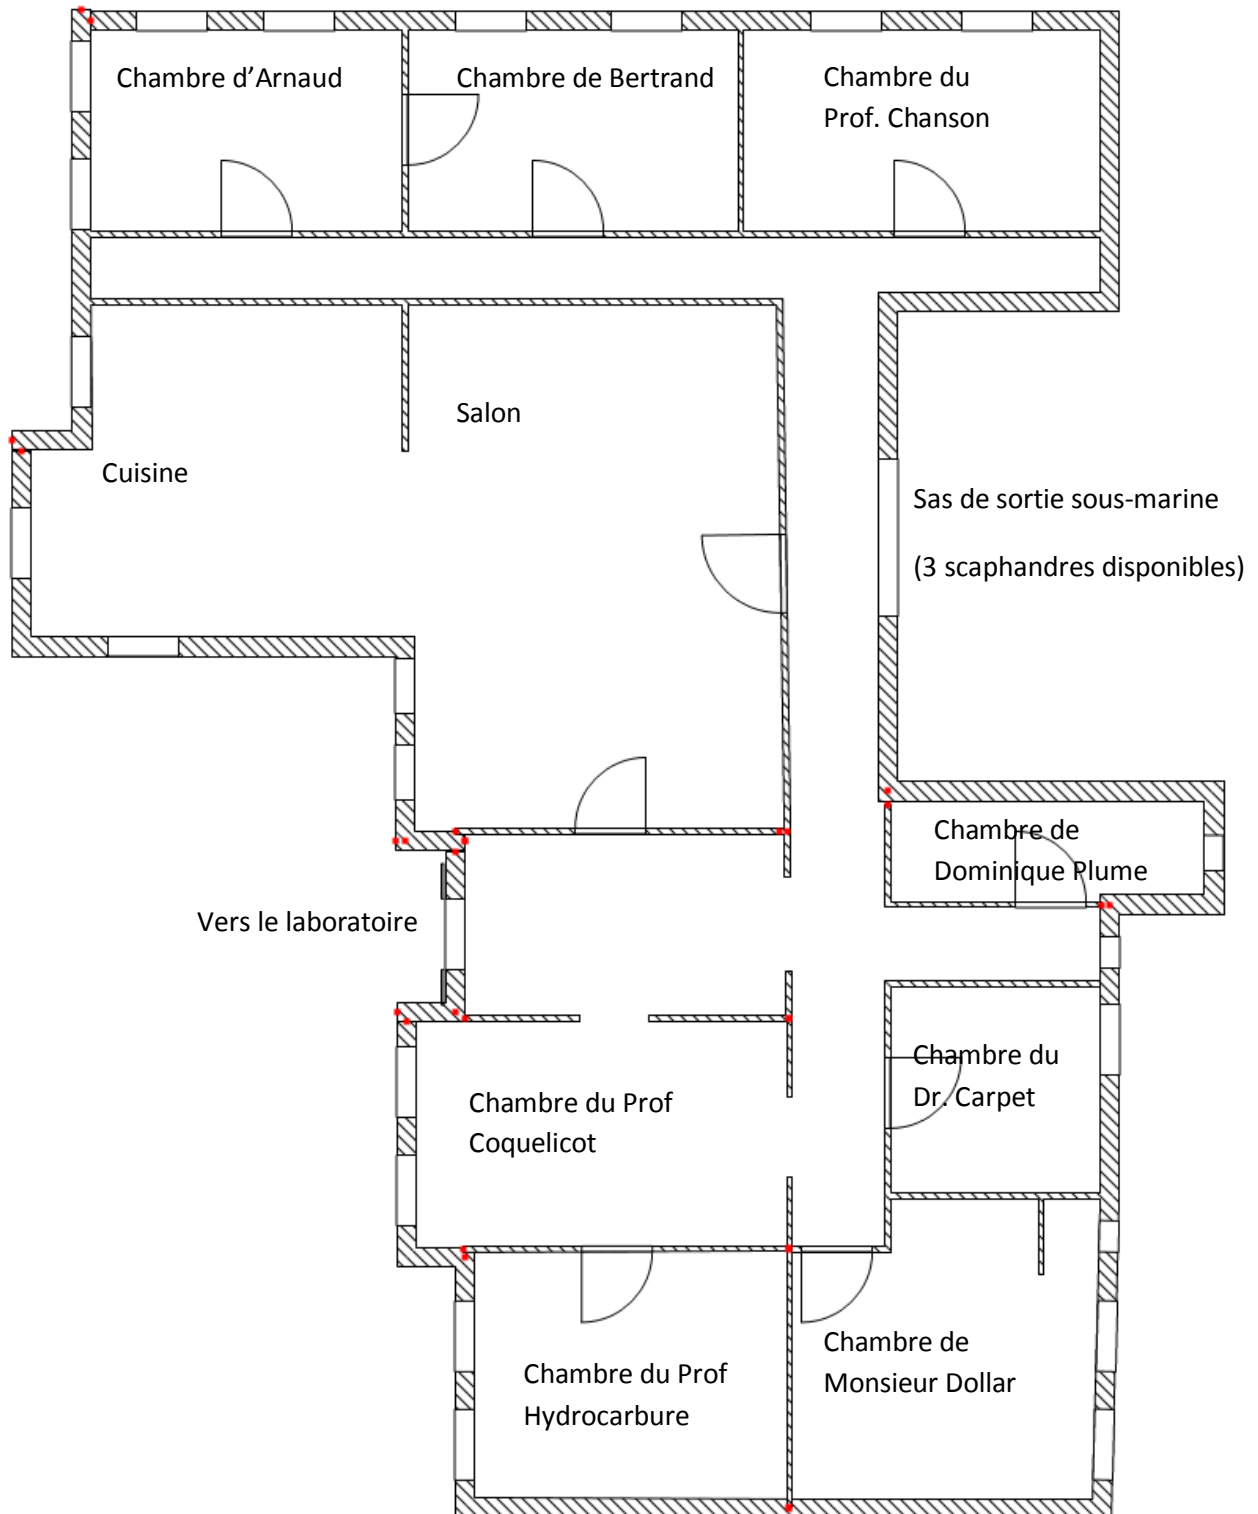 Chambre d’Arnaud
Chambre de Bertrand
Chambre du
Prof. Chanson
Salon
Cuisine
Sas de sortie sous-marine
(3 scaphandres disponibles)
Chambre de
Dominique Plume
Vers le laboratoire
Chambre du
Dr. Carpet
Chambre du Prof
Coquelicot
Chambre de
Monsieur Dollar
Chambre du Prof
Hydrocarbure